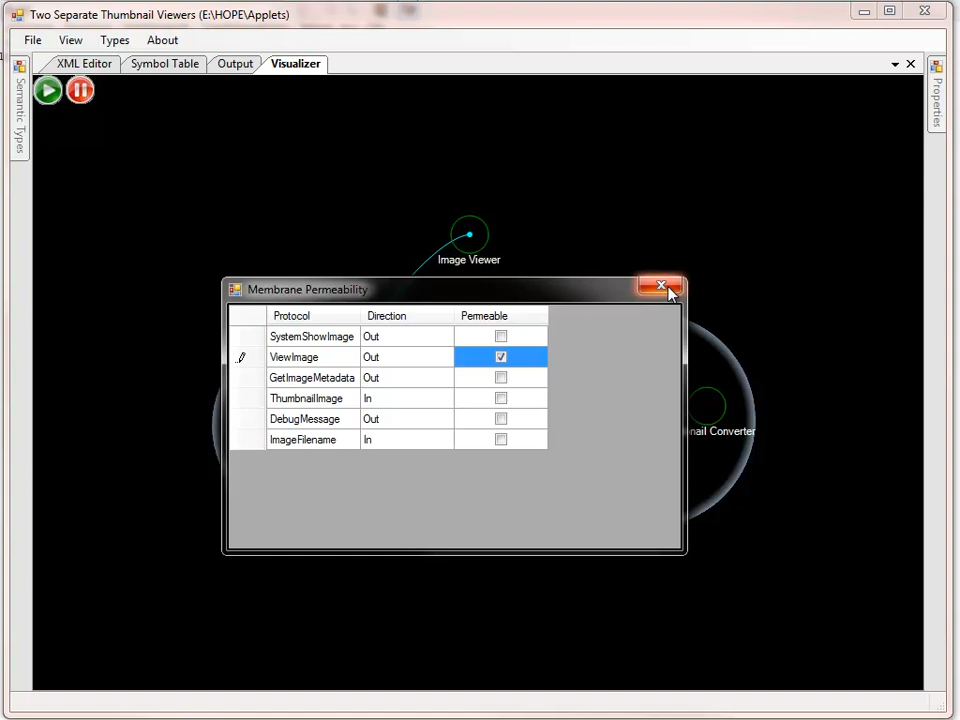 Two Separate Thumbnail Viewers (E:\HOPE\Applets)
File View Types About
XML Editor Symbol Table Output Visualizer
Semantic Types
Properties
Image Viewer
Membrane Permeability
Protocol Direction Permeable
SystemShowImage Out
ViewImage Out
GetImageMetadata Out
ThumbnailImage In
DebugMessage Out
ImageFilename In
nail Converter